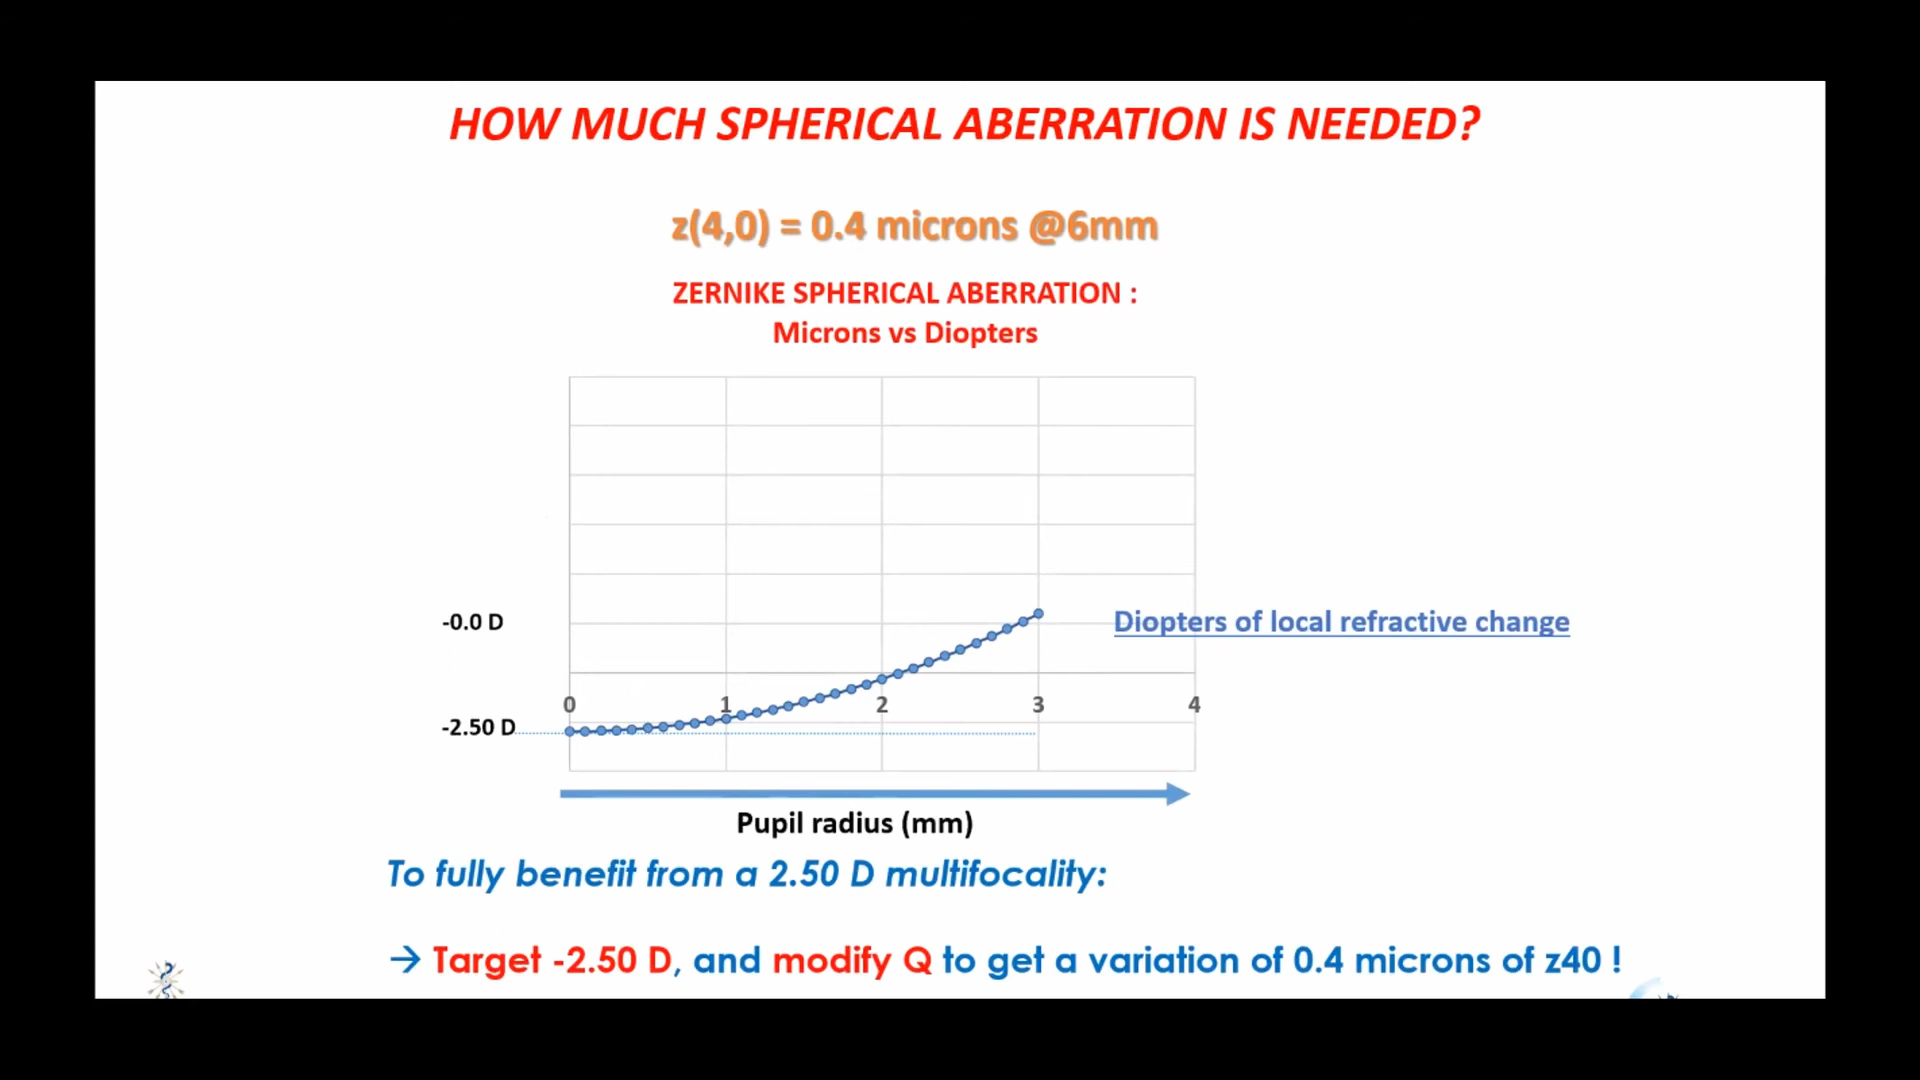 HOW MUCH SPHERICAL ABERRATION IS NEEDED?
z(4,0) = 0.4 microns @6mm
ZERNIKE SPHERICAL ABERRATION :
Microns vs Diopters
-0.0 D
Diopters of local refractive change
0 1 2 3 4
-2.50 D
Pupil radius (mm)
To fully benefit from a 2.50 D multifocality:
→ Target -2.50 D, and modify Q to get a variation of 0.4 microns of z40 !